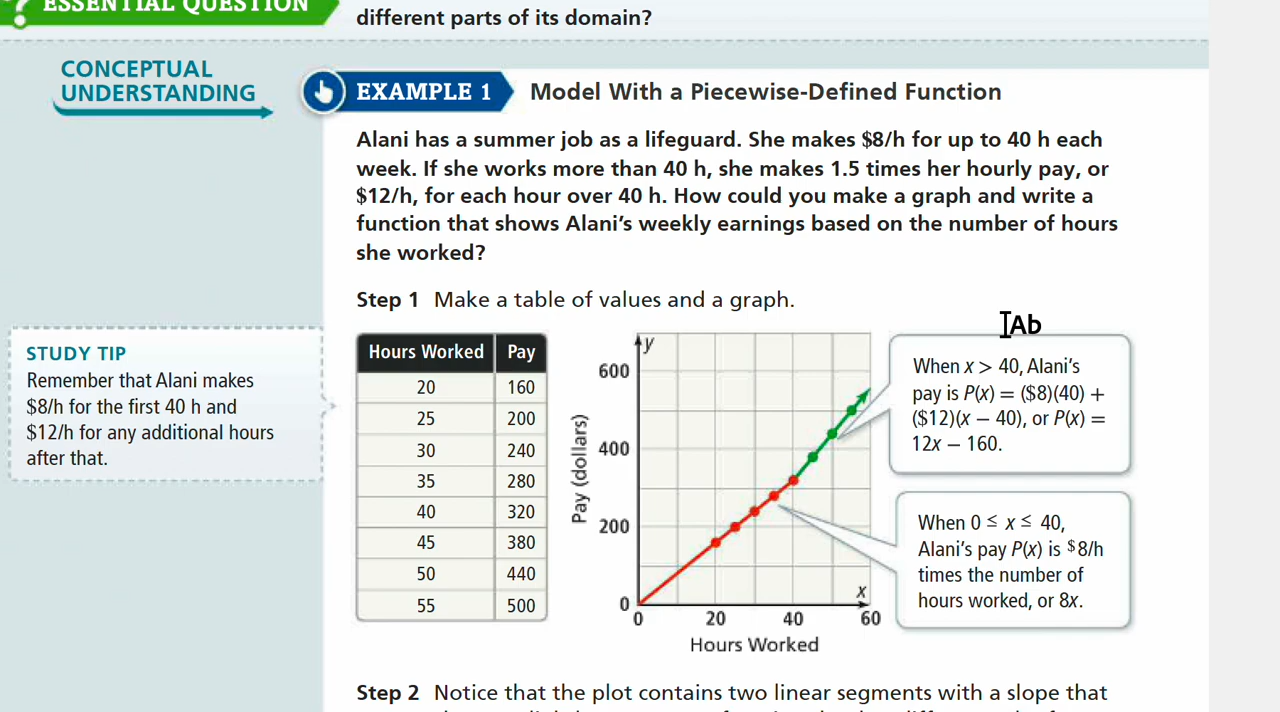 ? ESSENTIAL QUESTION
different parts of its domain?
CONCEPTUAL
UNDERSTANDING
EXAMPLE 1 Model With a Piecewise-Defined Function
Alani has a summer job as a lifeguard. She makes $8/h for up to 40 h each
week. If she works more than 40 h, she makes 1.5 times her hourly pay, or
$12/h, for each hour over 40 h. How could you make a graph and write a
function that shows Alani’s weekly earnings based on the number of hours
she worked?
Step 1 Make a table of values and a graph.
STUDY TIP
Remember that Alani makes
$8/h for the first 40 h and
$12/h for any additional hours
after that.
Hours Worked Pay
20 160
25 200
30 240
35 280
40 320
45 380
50 440
55 500
y
600
400
200
0
Pay (dollars)
0 20 40 60
x
Hours Worked
Ab
When x > 40, Alani’s
pay is P(x) = ($8)(40) +
($12)(x − 40), or P(x) =
12x − 160.
When 0 ≤ x ≤ 40,
Alani’s pay P(x) is $8/h
times the number of
hours worked, or 8x.
Step 2 Notice that the plot contains two linear segments with a slope that